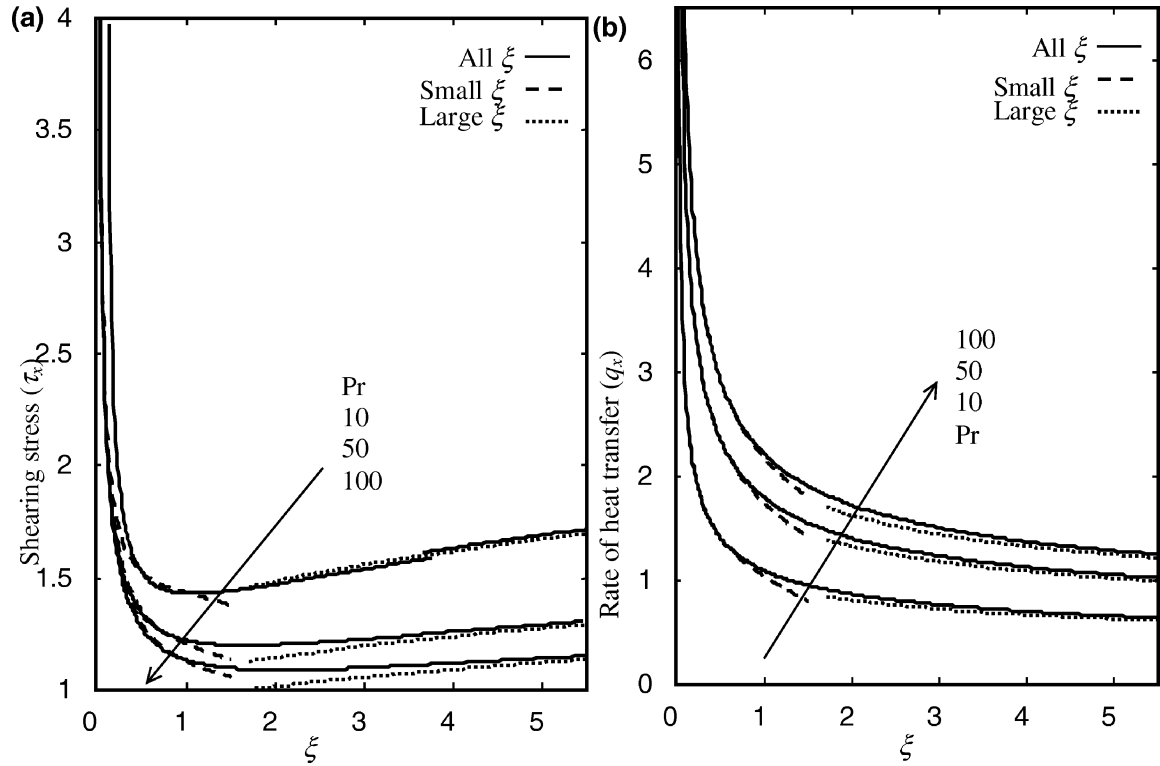 (a)
4
3.5
3
2.5
2
1.5
1
Shearing stress (τx)
All ξ
Small ξ
Large ξ
Pr
10
50
100
0 1 2 3 4 5
ξ
(b)
6
5
4
3
2
1
0
Rate of heat transfer (qx)
All ξ
Small ξ
Large ξ
100
50
10
Pr
0 1 2 3 4 5
ξ